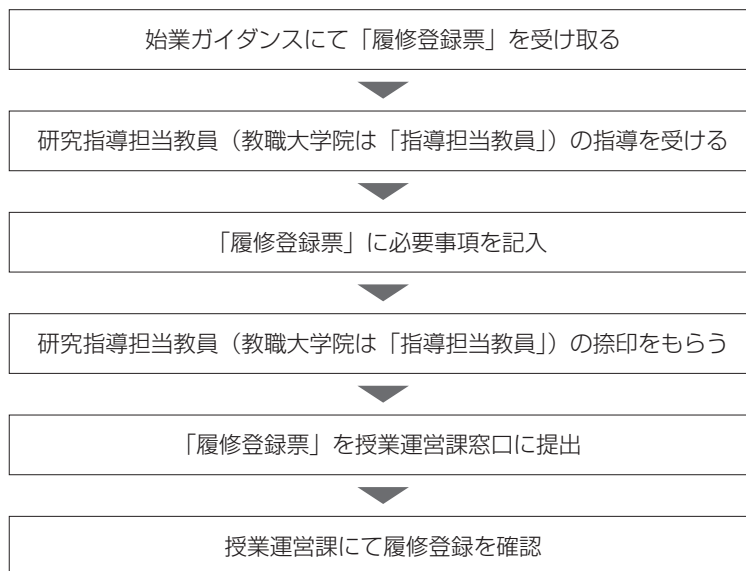 始業ガイダンスにて「履修登録票」を受け取る
研究指導担当教員（教職大学院は「指導担当教員」）の指導を受ける
「履修登録票」に必要事項を記入
研究指導担当教員（教職大学院は「指導担当教員」）の捺印をもらう
「履修登録票」を授業運営課窓口に提出
授業運営課にて履修登録を確認